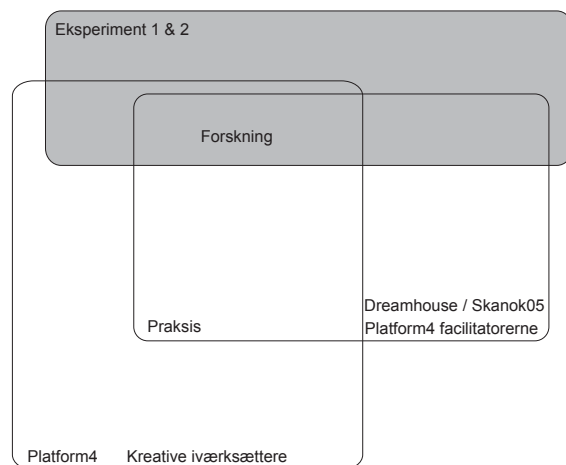 Eksperiment 1 & 2
Forskning
Dreamhouse / Skanok05
Praksis
Platform4 facilitatorerne
Platform4
Kreative iværksættere